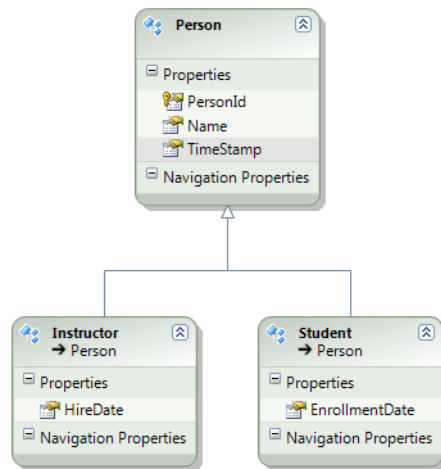 Person
Properties
PersonId
Name
TimeStamp
Navigation Properties
Instructor
→ Person
Properties
HireDate
Navigation Properties
Student
→ Person
Properties
EnrollmentDate
Navigation Properties